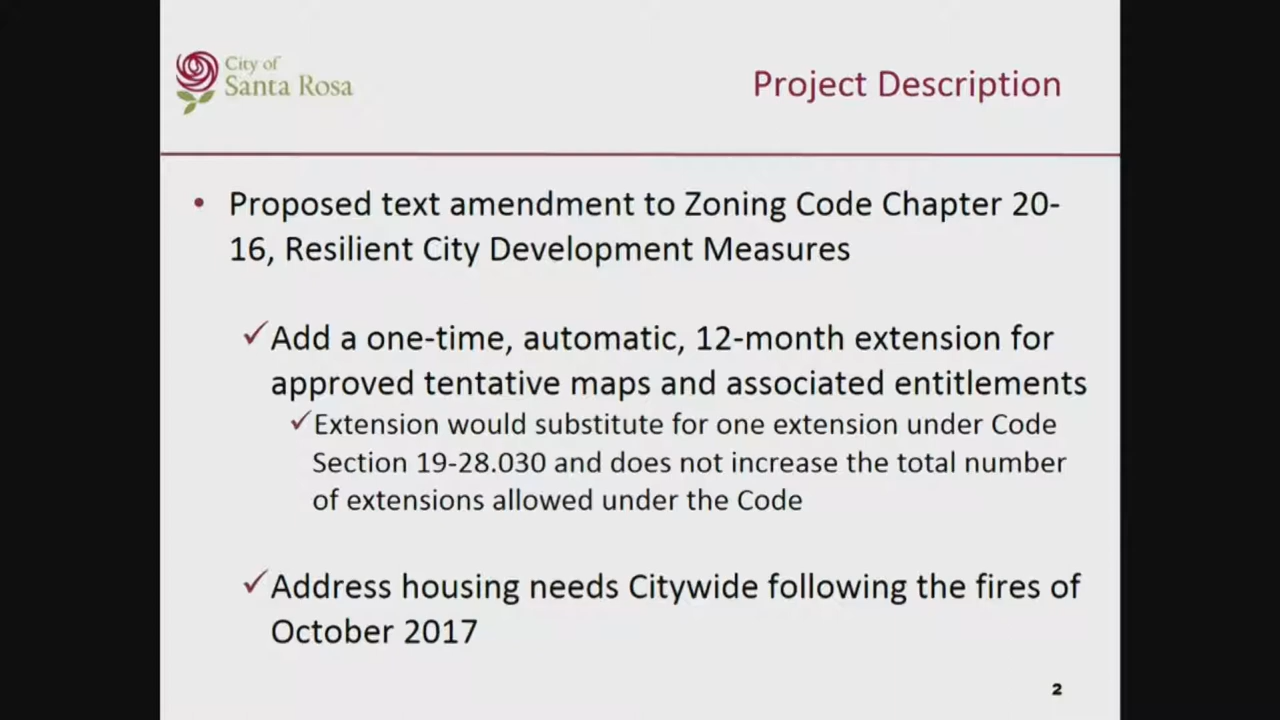 City of
Santa Rosa
Project Description
• Proposed text amendment to Zoning Code Chapter 20-
16, Resilient City Development Measures
✓Add a one-time, automatic, 12-month extension for
approved tentative maps and associated entitlements
✓Extension would substitute for one extension under Code
Section 19-28.030 and does not increase the total number
of extensions allowed under the Code
✓Address housing needs Citywide following the fires of
October 2017
2